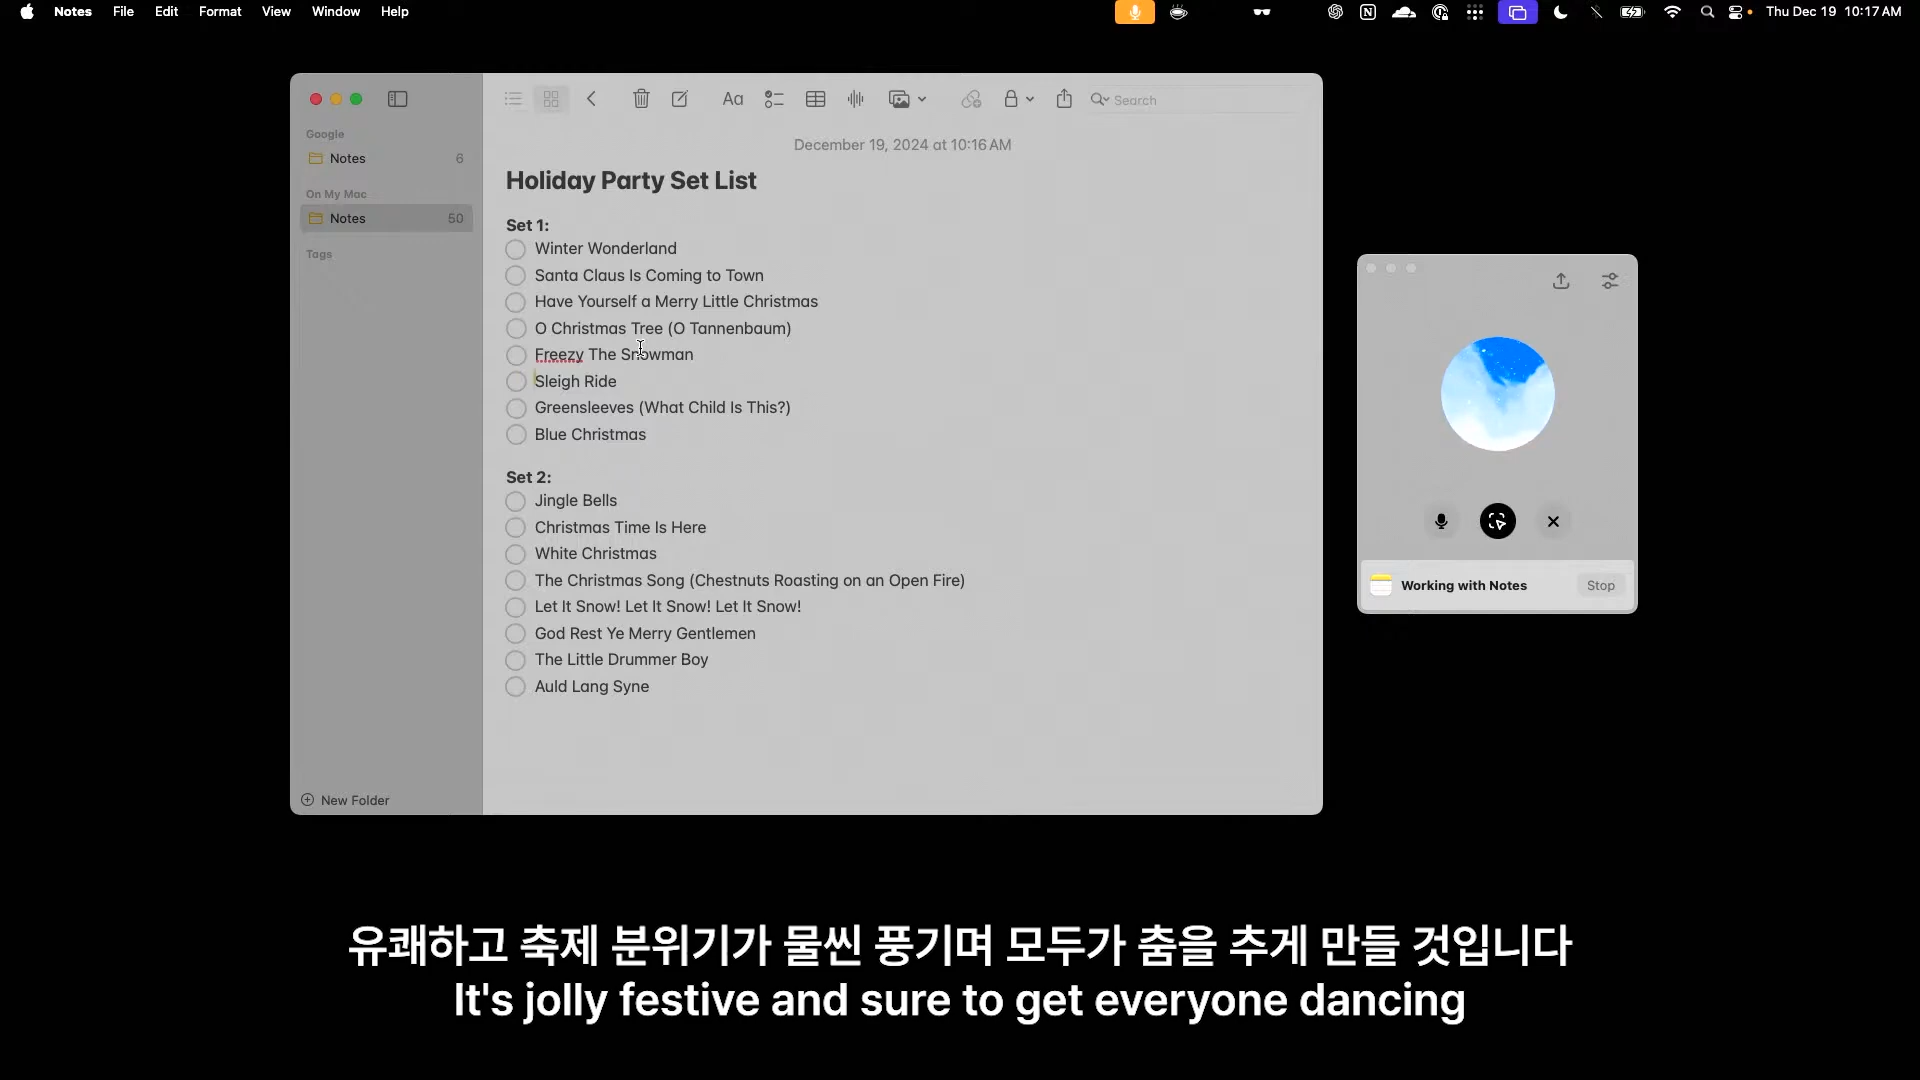 Notes File Edit Format View Window Help Thu Dec 19 10:17 AM
Google
Notes 6
On My Mac
Notes 50
Tags
New Folder
Aa
Search
December 19, 2024 at 10:16 AM
Holiday Party Set List
Set 1:
Winter Wonderland
Santa Claus Is Coming to Town
Have Yourself a Merry Little Christmas
O Christmas Tree (O Tannenbaum)
Freezy The Snowman
Sleigh Ride
Greensleeves (What Child Is This?)
Blue Christmas
Set 2:
Jingle Bells
Christmas Time Is Here
White Christmas
The Christmas Song (Chestnuts Roasting on an Open Fire)
Let It Snow! Let It Snow! Let It Snow!
God Rest Ye Merry Gentlemen
The Little Drummer Boy
Auld Lang Syne
Working with Notes Stop
유쾌하고 축제 분위기가 물씬 풍기며 모두가 춤을 추게 만들 것입니다
It's jolly festive and sure to get everyone dancing